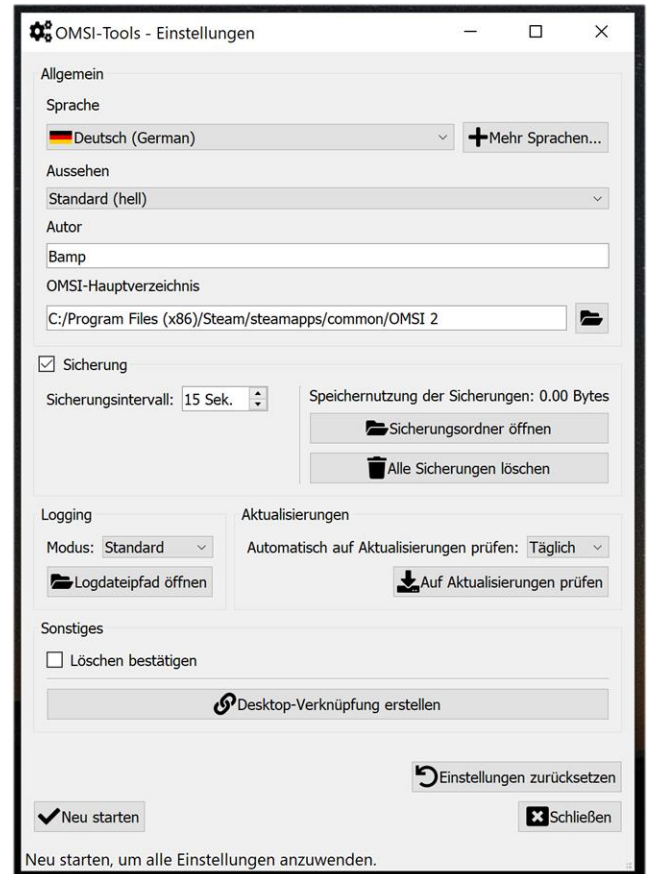 OMSI-Tools - Einstellungen
Allgemein
Sprache
Deutsch (German)
Mehr Sprachen...
Aussehen
Standard (hell)
Autor
Bamp
OMSI-Hauptverzeichnis
C:/Program Files (x86)/Steam/steamapps/common/OMSI 2
Sicherung
Sicherungsintervall: 15 Sek.
Speichernutzung der Sicherungen: 0.00 Bytes
Sicherungsordner öffnen
Alle Sicherungen löschen
Logging
Modus: Standard
Logdateipfad öffnen
Aktualisierungen
Automatisch auf Aktualisierungen prüfen: Täglich
Auf Aktualisierungen prüfen
Sonstiges
Löschen bestätigen
Desktop-Verknüpfung erstellen
Einstellungen zurücksetzen
Neu starten
Schließen
Neu starten, um alle Einstellungen anzuwenden.